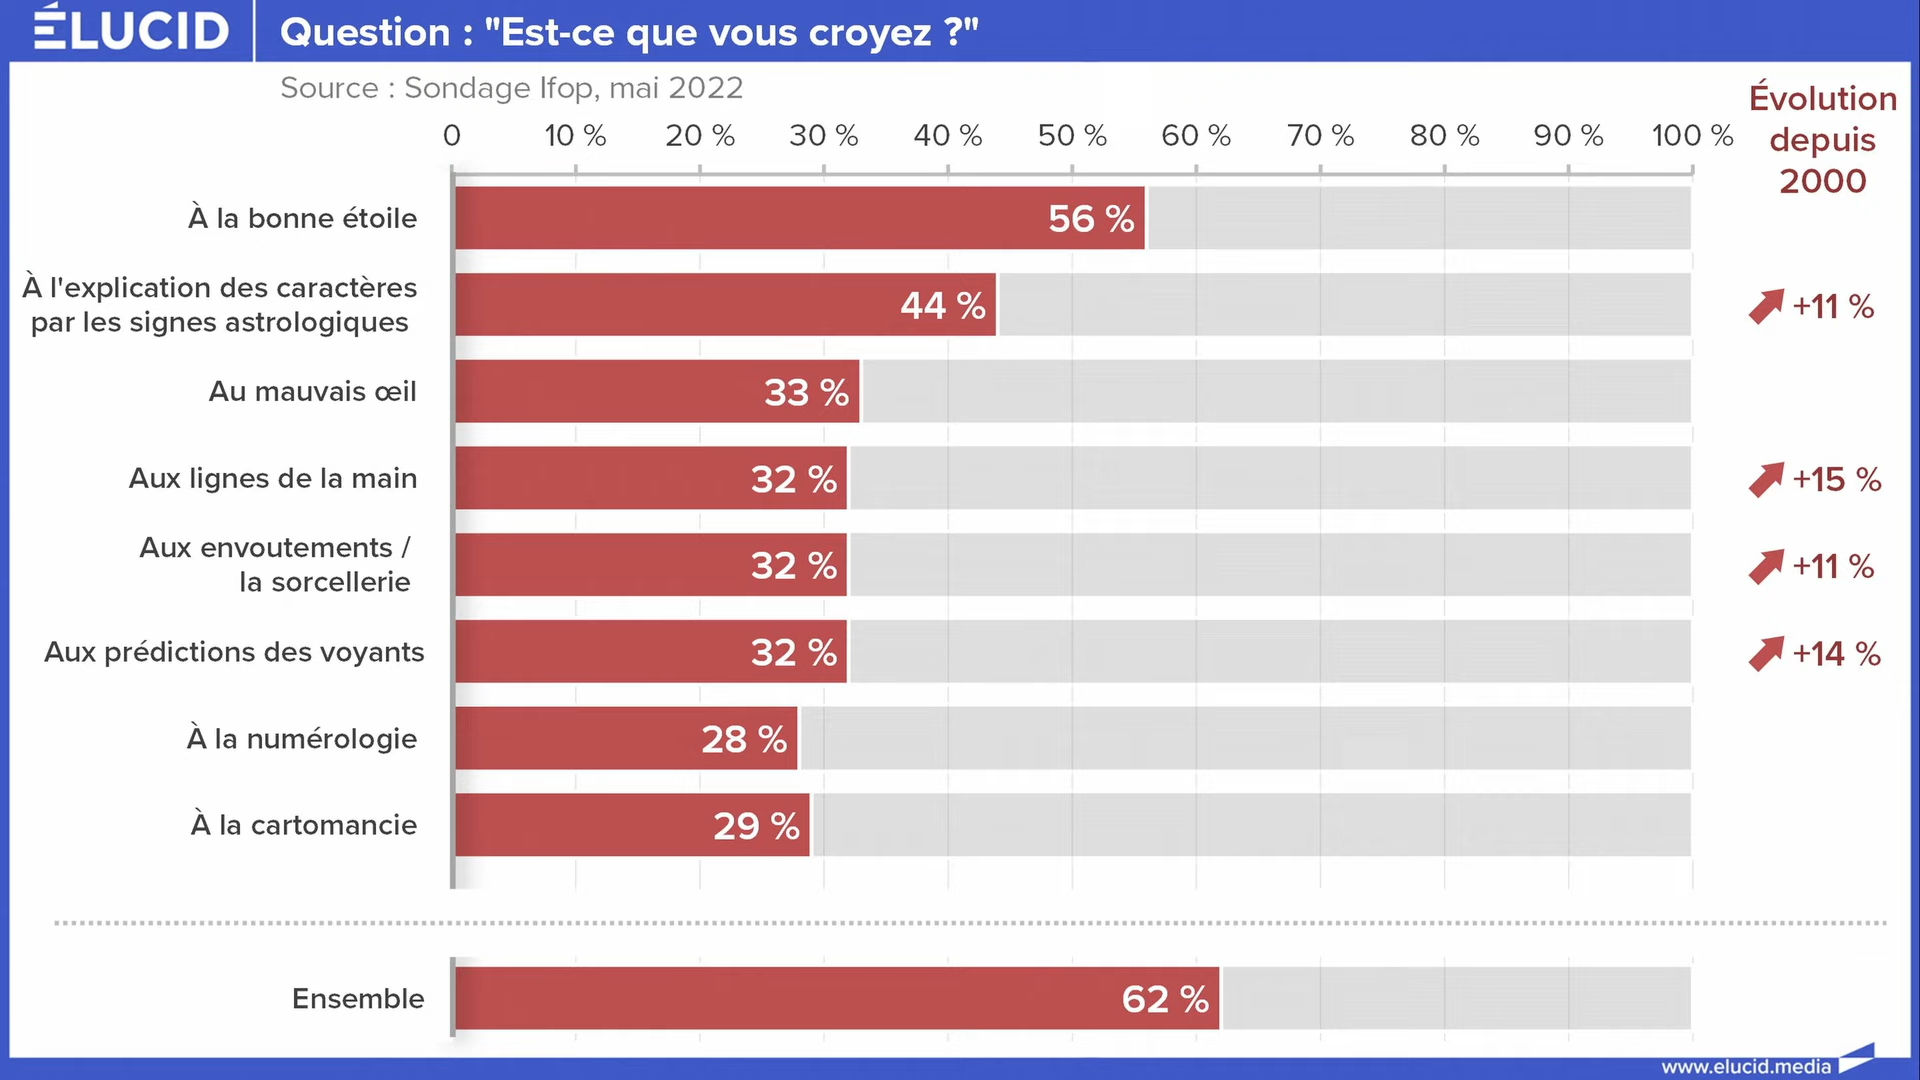 ÉLUCID
Question : "Est-ce que vous croyez ?"
Source : Sondage Ifop, mai 2022
Évolution
depuis
2000
0 10 % 20 % 30 % 40 % 50 % 60 % 70 % 80 % 90 % 100 %
À la bonne étoile 56 %
À l'explication des caractères
par les signes astrologiques 44 % +11 %
Au mauvais œil 33 %
Aux lignes de la main 32 % +15 %
Aux envoutements /
la sorcellerie 32 % +11 %
Aux prédictions des voyants 32 % +14 %
À la numérologie 28 %
À la cartomancie 29 %
Ensemble 62 %
www.elucid.media